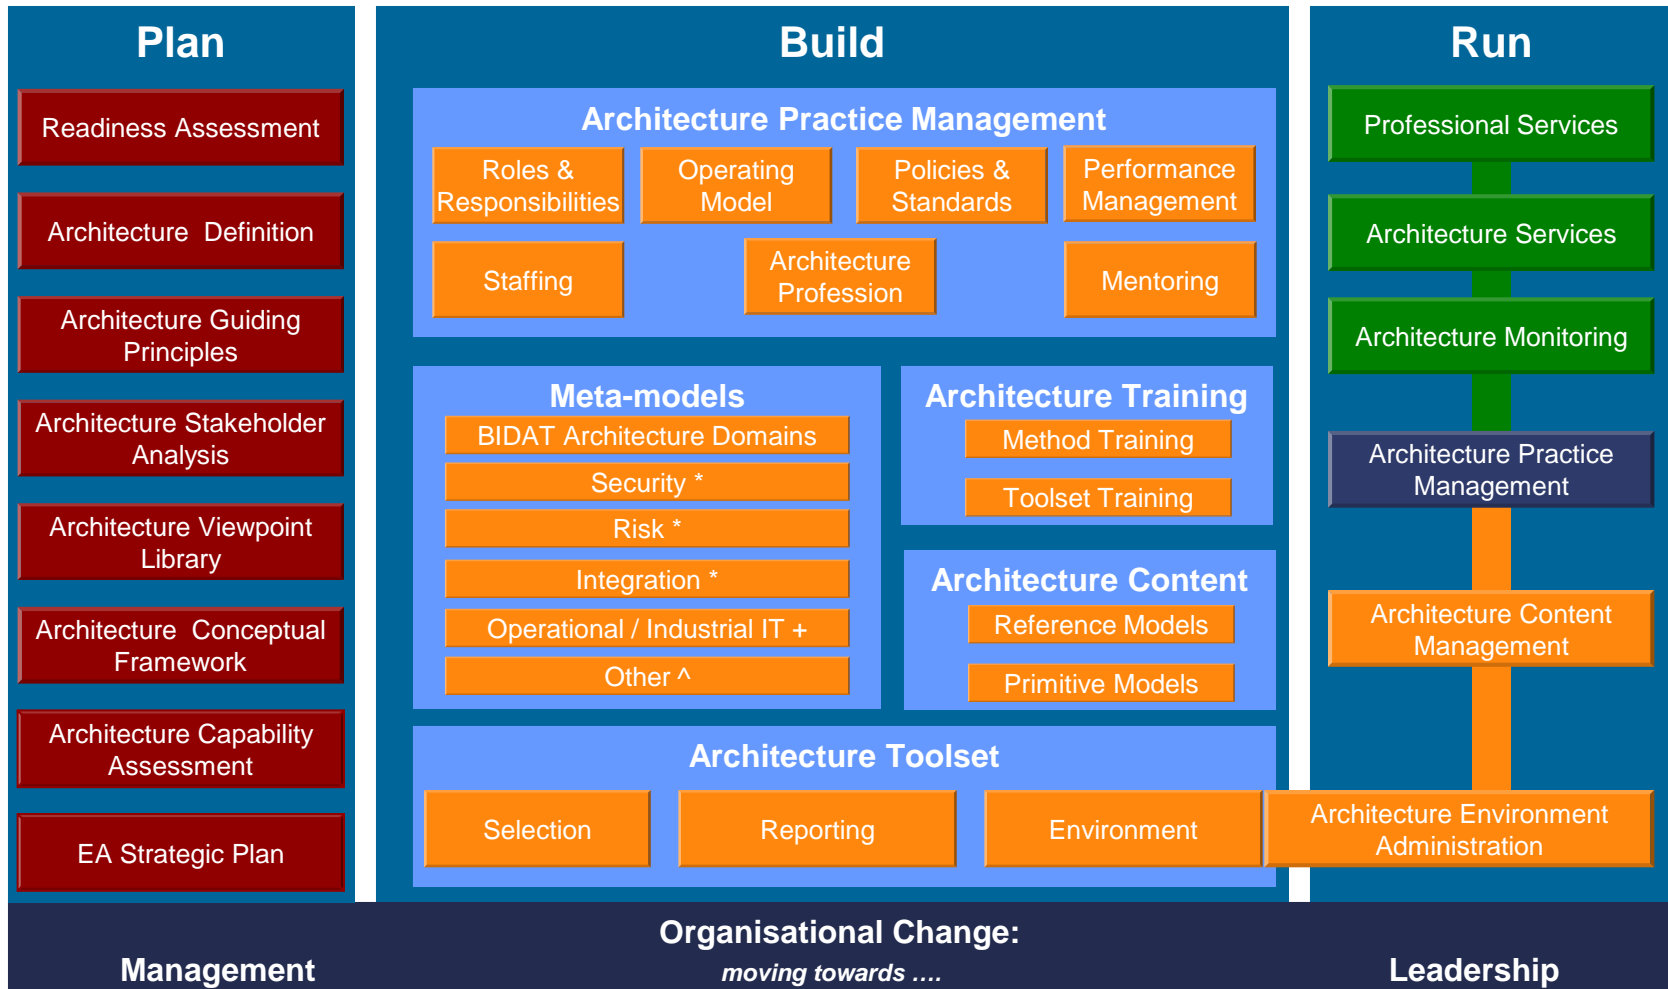 Plan
Readiness Assessment
Architecture  Definition
Architecture Guiding
Principles
Architecture Stakeholder
Analysis
Architecture Viewpoint
Library
Architecture  Conceptual
Framework
Architecture Capability
Assessment
EA Strategic Plan
Build
Architecture Practice Management
Roles &
Responsibilities
Operating
Model
Policies &
Standards
Performance
Management
Staffing
Architecture
Profession
Mentoring
Meta-models
BIDAT Architecture Domains
Security *
Risk *
Integration *
Operational / Industrial IT +
Other ^
Architecture Training
Method Training
Toolset Training
Architecture Content
Reference Models
Primitive Models
Architecture Toolset
Selection
Reporting
Environment
Run
Professional Services
Architecture Services
Architecture Monitoring
Architecture Practice
Management
Architecture Content
Management
Architecture Environment
Administration
Organisational Change:
Management
moving towards ....
Leadership